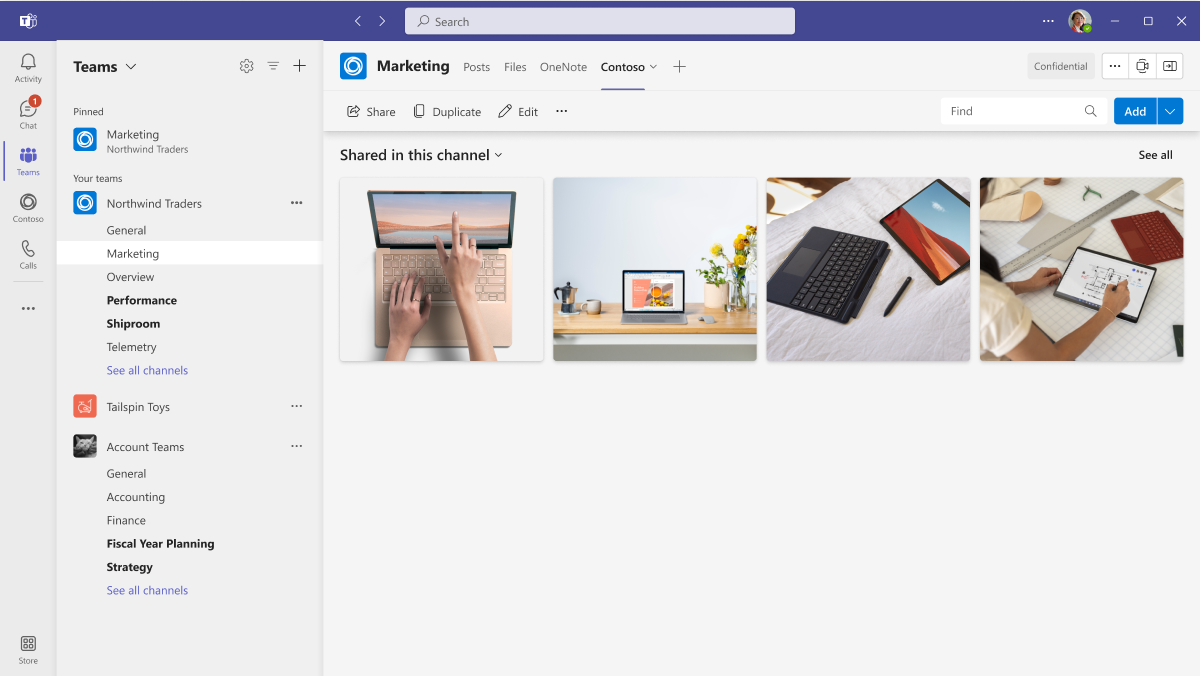 Search
Activity
1
Chat
Teams
Contoso
Calls
Store
Teams
Pinned
Marketing
Northwind Traders
Your teams
Northwind Traders
General
Marketing
Overview
Performance
Shiproom
Telemetry
See all channels
Tailspin Toys
Account Teams
General
Accounting
Finance
Fiscal Year Planning
Strategy
See all channels
Marketing
Posts
Files
OneNote
Contoso
Confidential
Share
Duplicate
Edit
Find
Add
Shared in this channel
See all